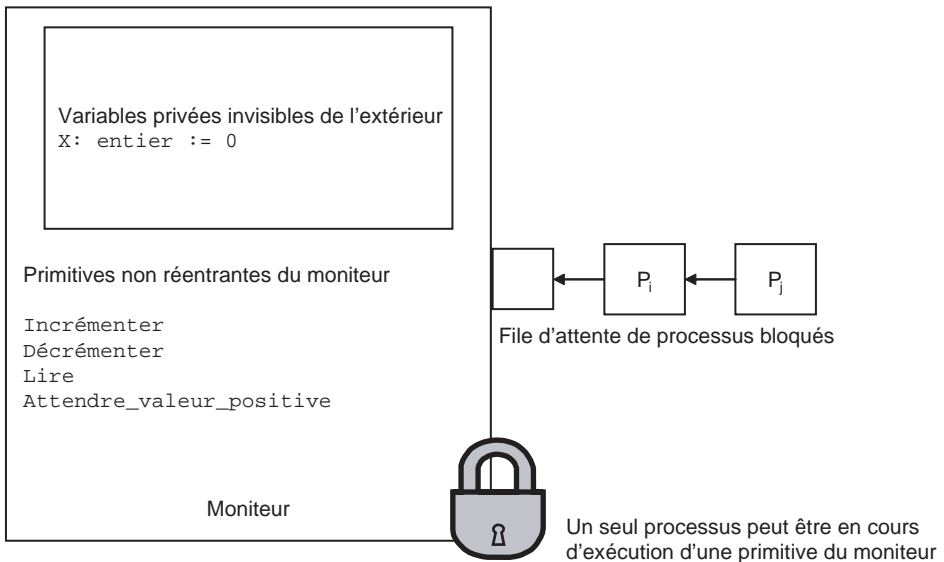 Variables privées invisibles de l'extérieur
X: entier := 0
Primitives non réentrantes du moniteur
Incrémenter
Décrémenter
Lire
Attendre_valeur_positive
Pi
Pj
File d'attente de processus bloqués
Moniteur
Un seul processus peut être en cours
d'exécution d'une primitive du moniteur